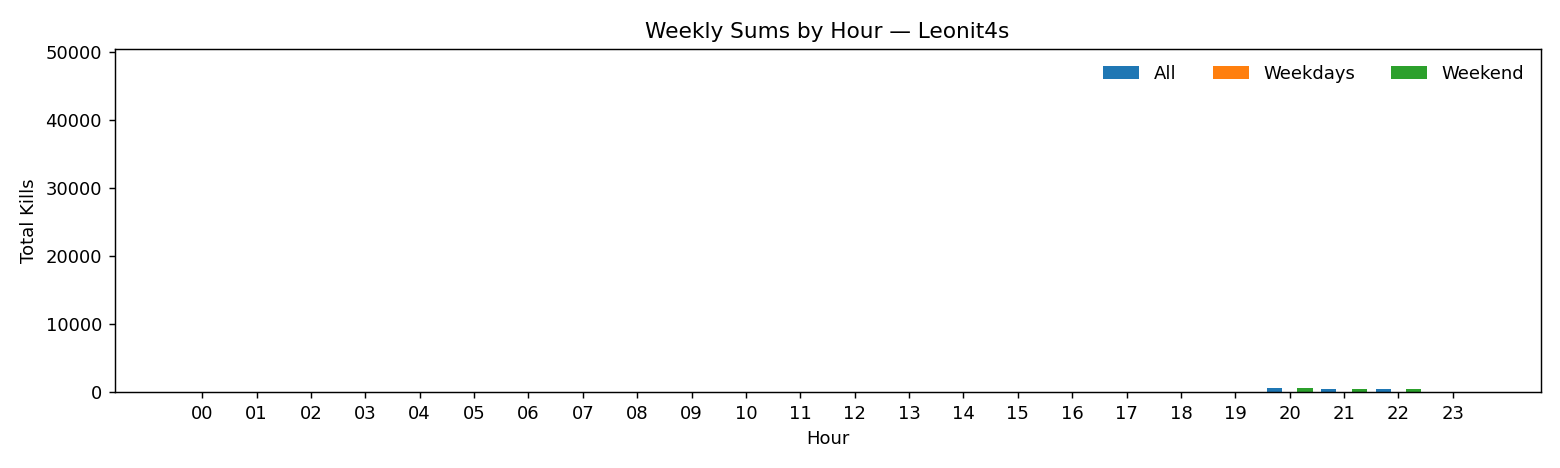 Weekly Sums by Hour — Leonit4s
All Weekdays Weekend
Total Kills
50000
40000
30000
20000
10000
0
00 01 02 03 04 05 06 07 08 09 10 11 12 13 14 15 16 17 18 19 20 21 22 23
Hour